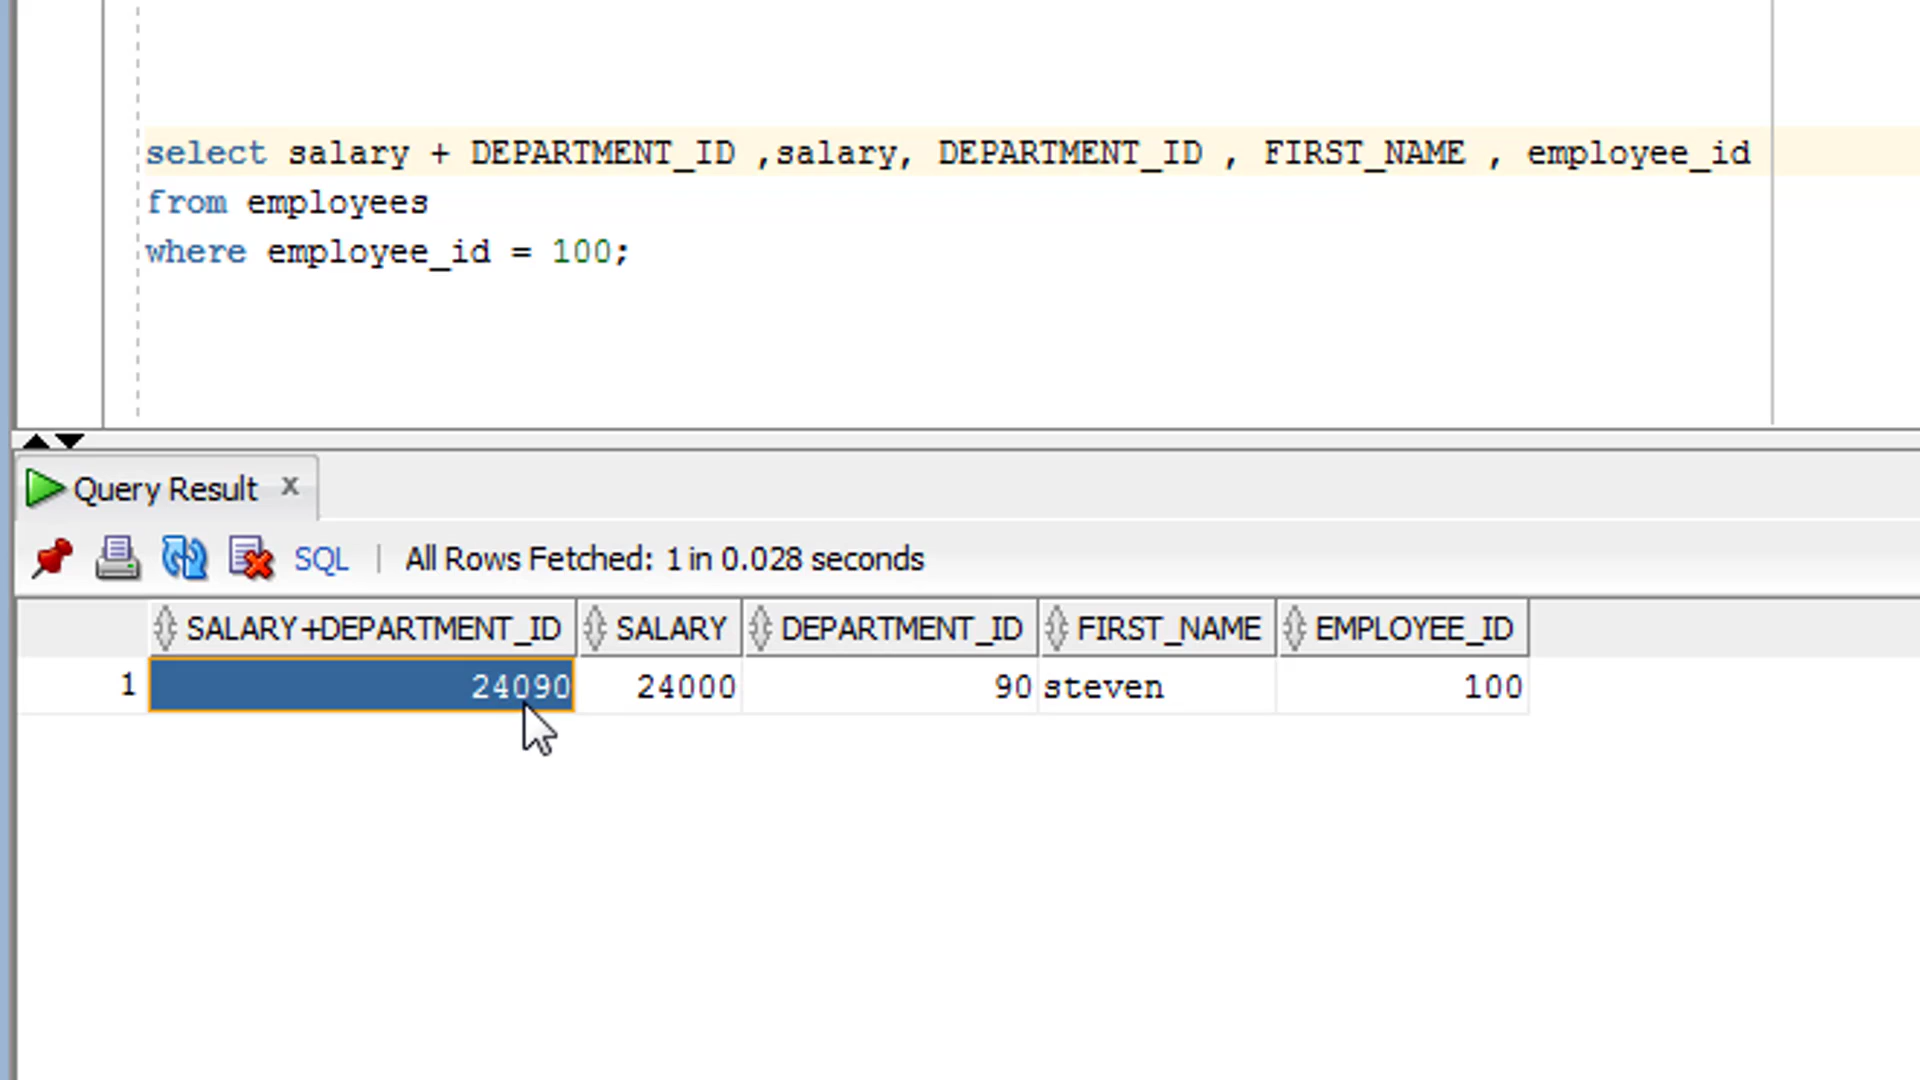 select salary + DEPARTMENT_ID ,salary, DEPARTMENT_ID , FIRST_NAME , employee_id
from employees
where employee_id = 100;
Query Result x
SQL | All Rows Fetched: 1 in 0.028 seconds
SALARY+DEPARTMENT_ID SALARY DEPARTMENT_ID FIRST_NAME EMPLOYEE_ID
1 24090 24000 90 steven 100